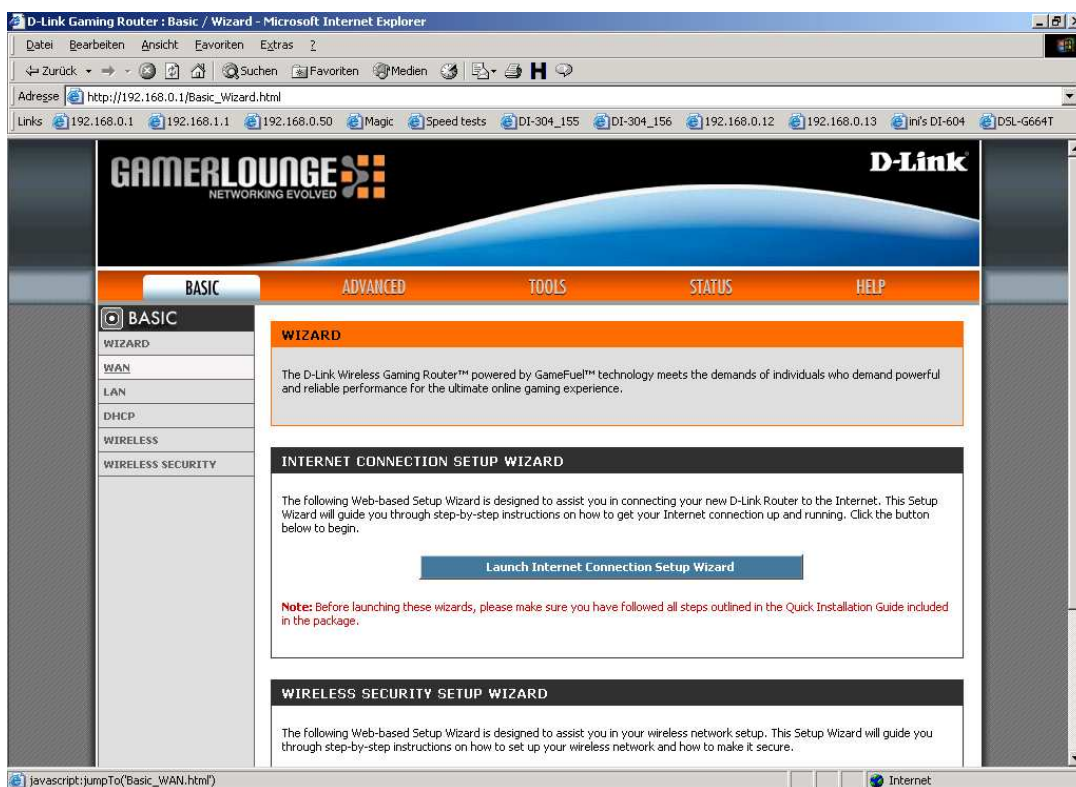 D-Link Gaming Router : Basic / Wizard - Microsoft Internet Explorer
Datei Bearbeiten Ansicht Favoriten Extras ?
Zurück Suchen Favoriten Medien
Adresse http://192.168.0.1/Basic_Wizard.html
Links 192.168.0.1 192.168.1.1 192.168.0.50 Magic Speed tests DI-304_155 DI-304_156 192.168.0.12 192.168.0.13 ini's DI-604 DSL-G664T
GAMERLOUNGE
NETWORKING EVOLVED
D-Link
BASIC ADVANCED TOOLS STATUS HELP
BASIC
WIZARD
WAN
LAN
DHCP
WIRELESS
WIRELESS SECURITY
WIZARD
The D-Link Wireless Gaming Router™ powered by GameFuel™ technology meets the demands of individuals who demand powerful
and reliable performance for the ultimate online gaming experience.
INTERNET CONNECTION SETUP WIZARD
The following Web-based Setup Wizard is designed to assist you in connecting your new D-Link Router to the Internet. This Setup
Wizard will guide you through step-by-step instructions on how to get your Internet connection up and running. Click the button
below to begin.
Launch Internet Connection Setup Wizard
Note: Before launching these wizards, please make sure you have followed all steps outlined in the Quick Installation Guide included
in the package.
WIRELESS SECURITY SETUP WIZARD
The following Web-based Setup Wizard is designed to assist you in your wireless network setup. This Setup Wizard will guide you
through step-by-step instructions on how to set up your wireless network and how to make it secure.
javascript:jumpTo('Basic_WAN.html') Internet